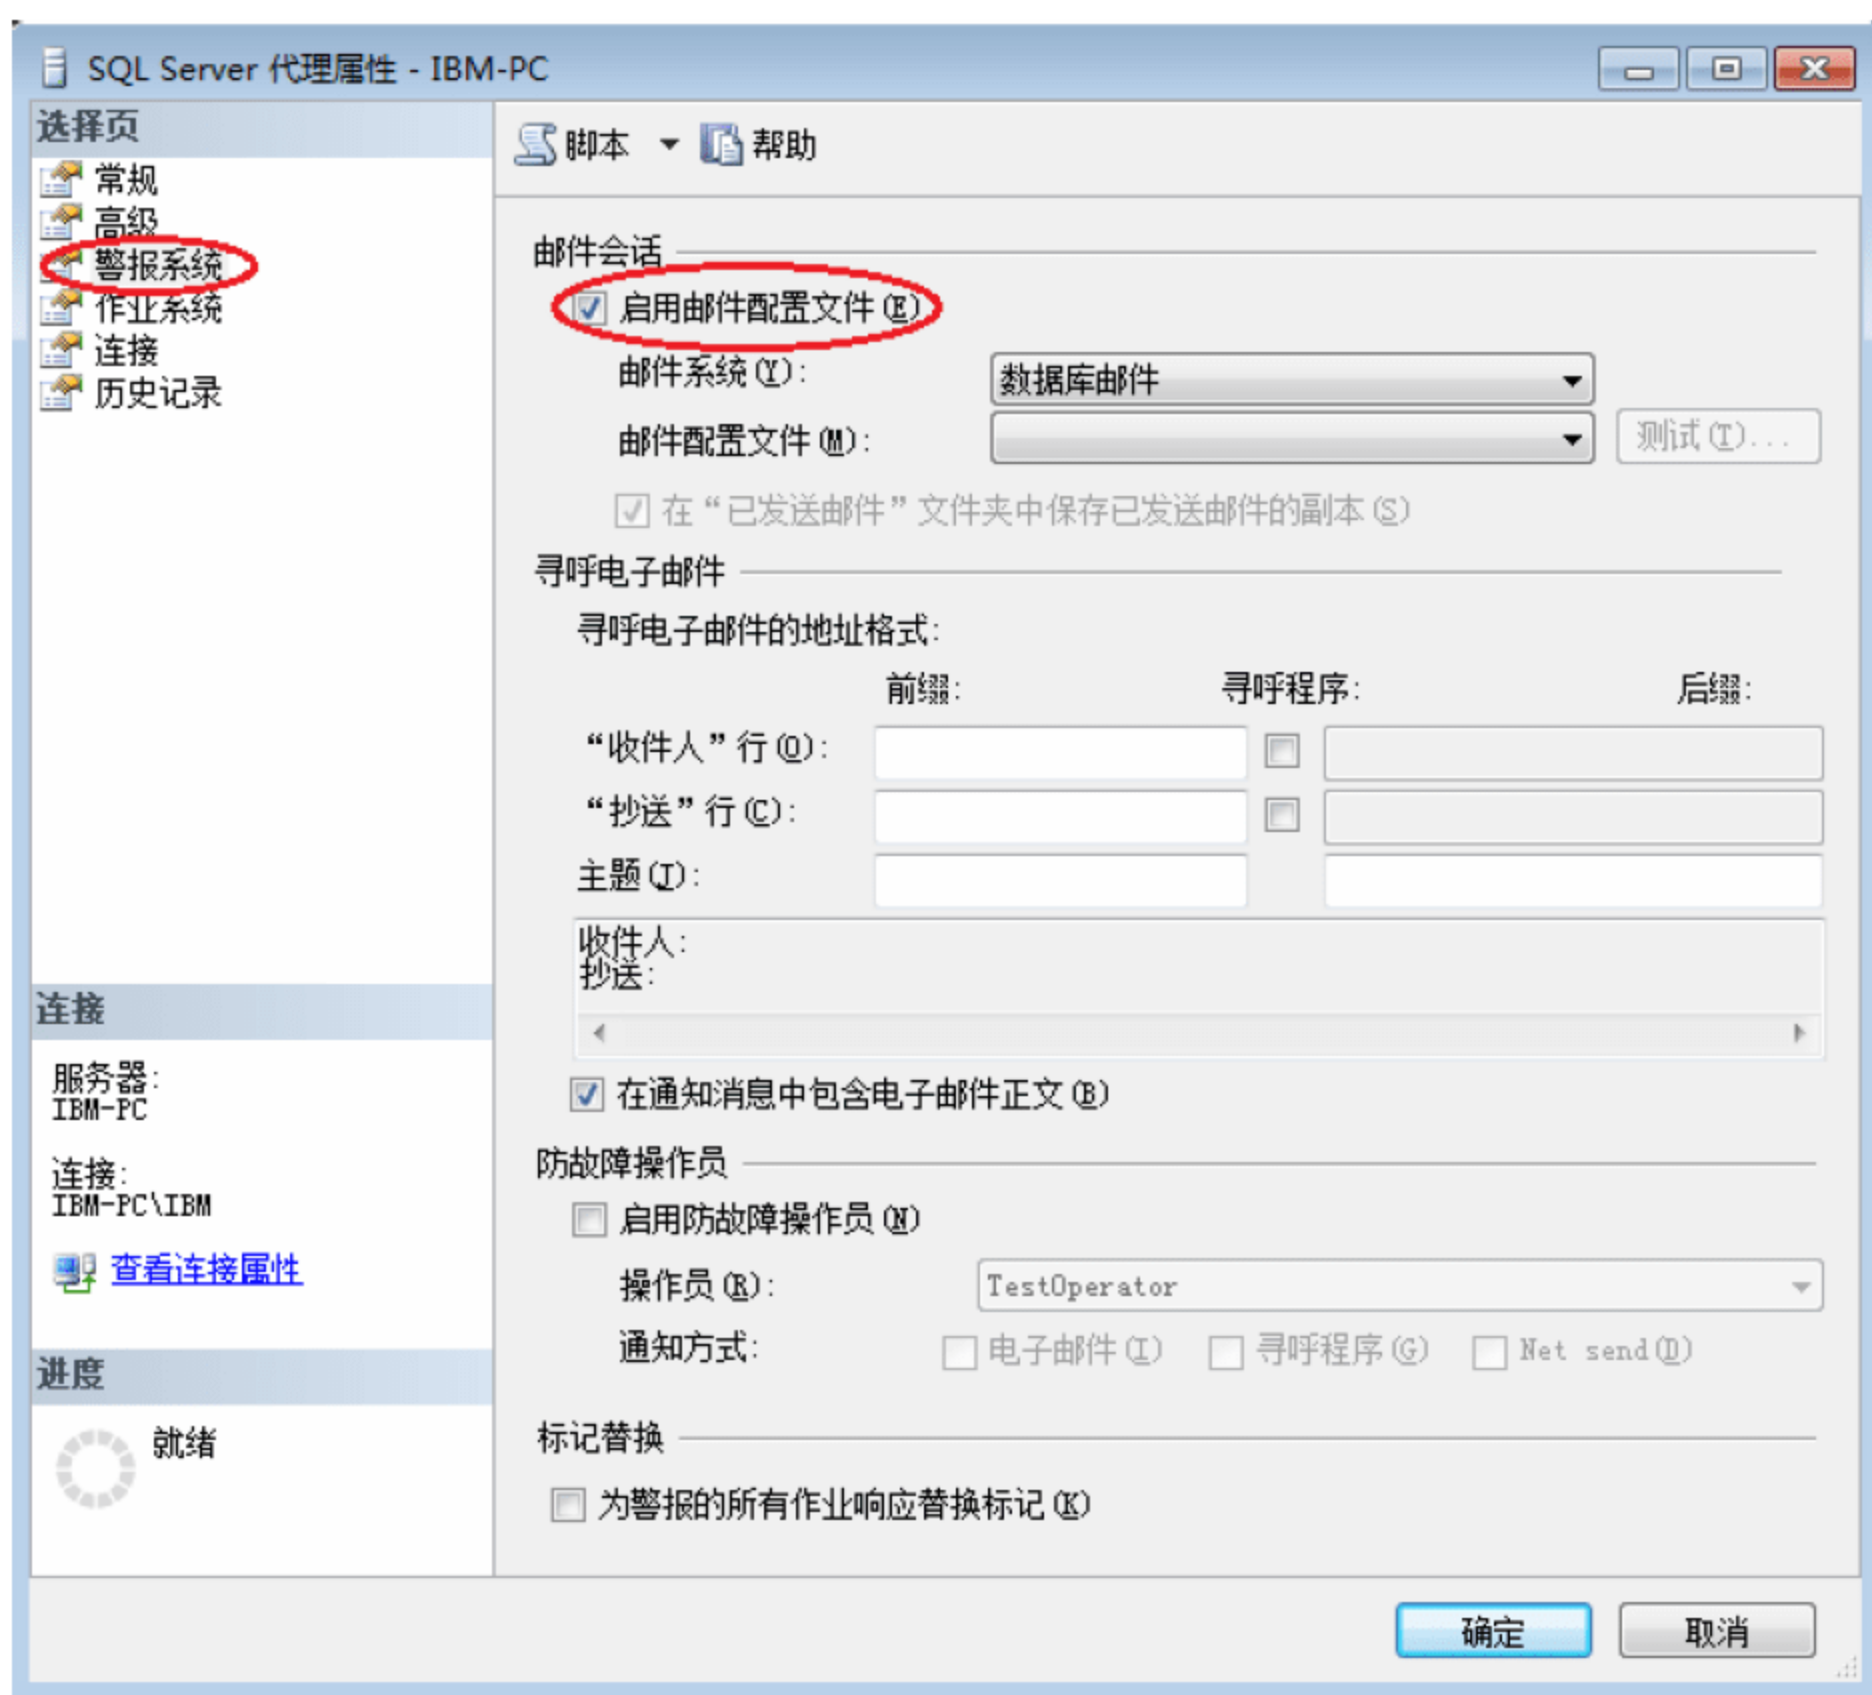 SQL Server 代理属性 - IBM-PC
选择页
常规
高级
警报系统
作业系统
连接
历史记录
脚本 帮助
邮件会话
启用邮件配置文件(E)
邮件系统(Y): 数据库邮件
邮件配置文件(M): 测试(T)...
在“已发送邮件”文件夹中保存已发送邮件的副本(S)
寻呼电子邮件
寻呼电子邮件的地址格式:
前缀: 寻呼程序: 后缀:
“收件人”行(O):
“抄送”行(C):
主题(J):
收件人:
抄送:
在通知消息中包含电子邮件正文(B)
防故障操作员
启用防故障操作员(N)
操作员(R): TestOperator
通知方式: 电子邮件(I) 寻呼程序(G) Net send(D)
标记替换
为警报的所有作业响应替换标记(K)
连接
服务器:
IBM-PC
连接:
IBM-PC\IBM
查看连接属性
进度
就绪
确定 取消